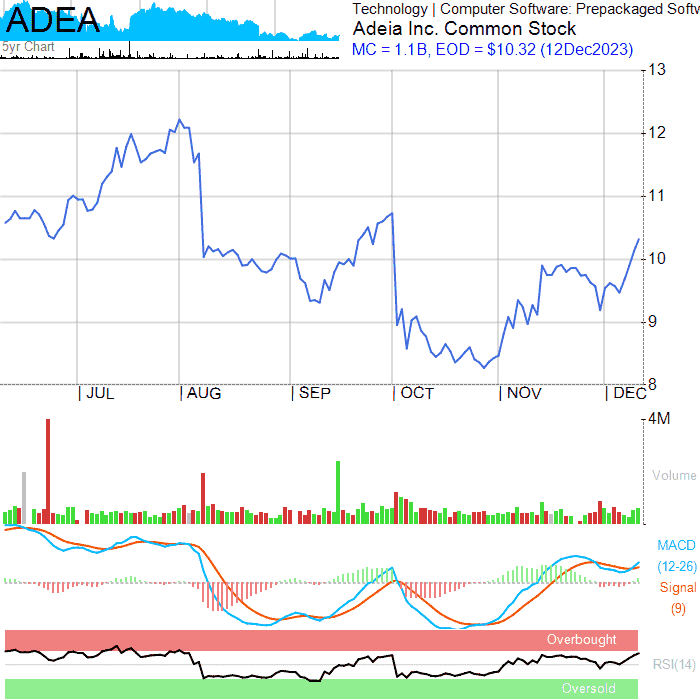 ADEA
5yr Chart
Technology | Computer Software: Prepackaged Softw
Adeia Inc. Common Stock
MC = 1.1B, EOD = $10.32 (12Dec2023)
13
12
11
10
9
8
JUL
AUG
SEP
OCT
NOV
DEC
4M
Volume
MACD
(12-26)
Signal
(9)
Overbought
RSI(14)
Oversold